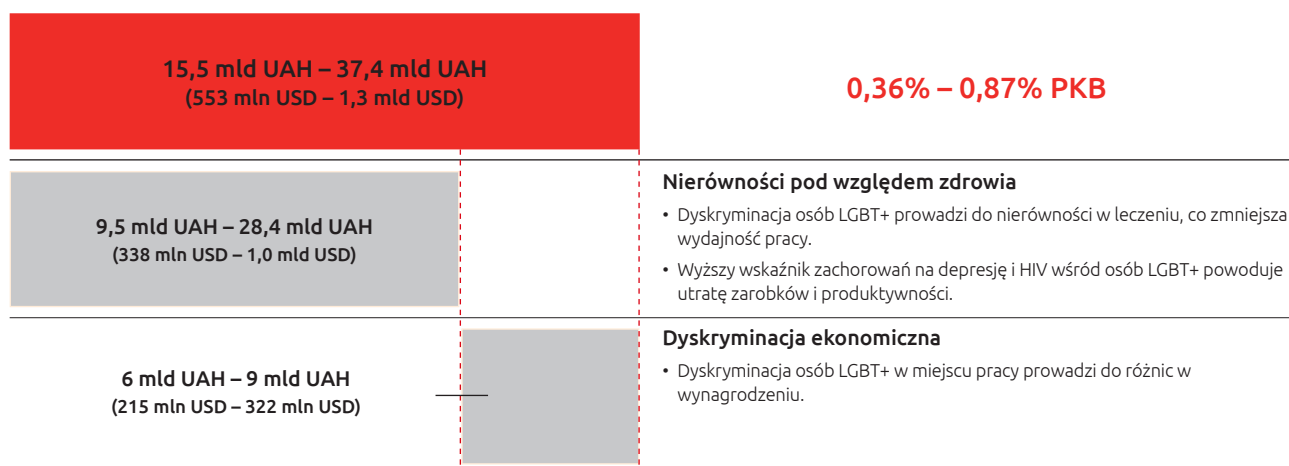 15,5 mld UAH – 37,4 mld UAH
(553 mln USD – 1,3 mld USD)
0,36% – 0,87% PKB
9,5 mld UAH – 28,4 mld UAH
(338 mln USD – 1,0 mld USD)
Nierówności pod względem zdrowia
• Dyskryminacja osób LGBT+ prowadzi do nierówności w leczeniu, co zmniejsza
wydajność pracy.
• Wyższy wskaźnik zachorowań na depresję i HIV wśród osób LGBT+ powoduje
utratę zarobków i produktywności.
6 mld UAH – 9 mld UAH
(215 mln USD – 322 mln USD)
Dyskryminacja ekonomiczna
• Dyskryminacja osób LGBT+ w miejscu pracy prowadzi do różnic w
wynagrodzeniu.